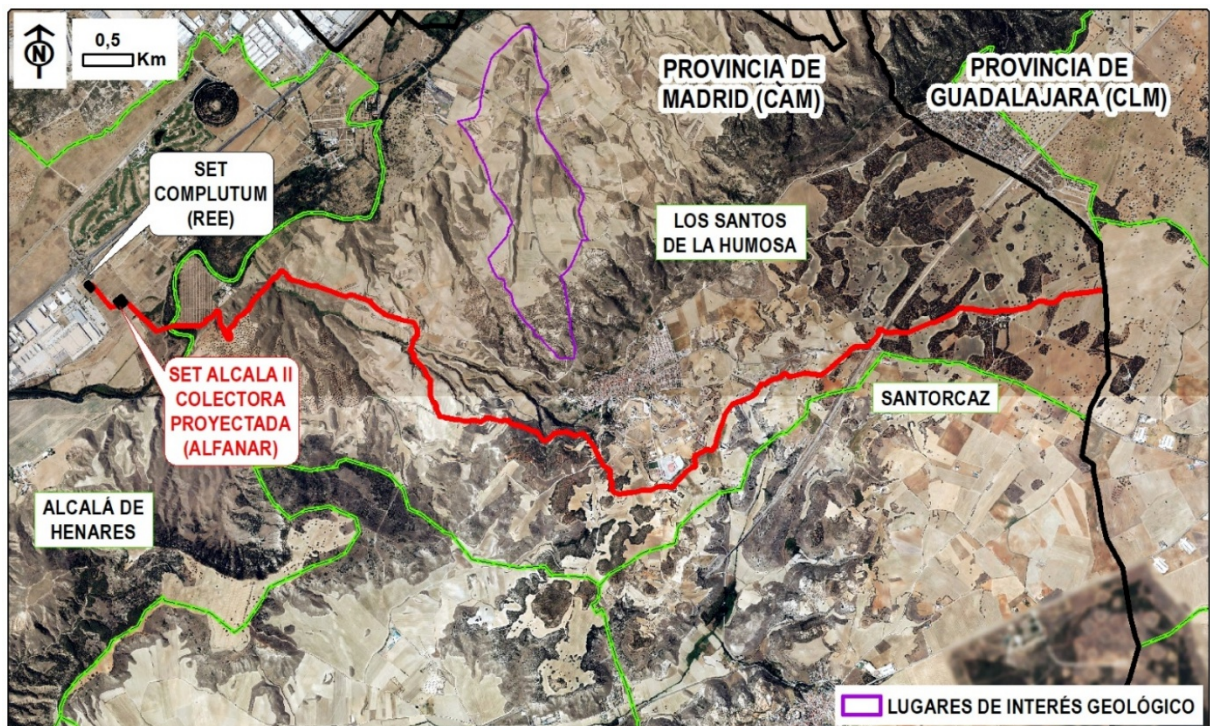 N
0,5
Km
PROVINCIA DE
MADRID (CAM)
PROVINCIA DE
GUADALAJARA (CLM)
SET
COMPLUTUM
(REE)
LOS SANTOS
DE LA HUMOSA
SET ALCALA II
COLECTORA
PROYECTADA
(ALFANAR)
SANTORCAZ
ALCALÁ DE
HENARES
LUGARES DE INTERÉS GEOLÓGICO